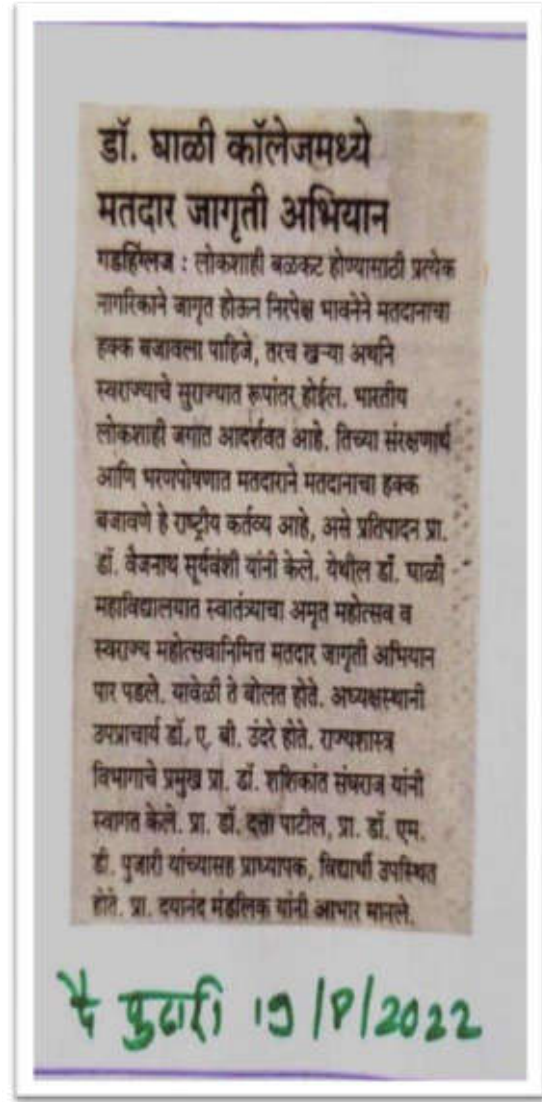 डॉ. घाळी कॉलेजमध्ये
मतदार जागृती अभियान
गडहिंग्लज : लोकशाही बळकट होण्यासाठी प्रत्येक
नागरिकाने जागृत होऊन निरपेक्ष भावनेने मतदानाचा
हक्क बजावला पाहिजे, तरच खऱ्या अर्थाने
स्वराज्याचे सुराज्यात रूपांतर होईल. भारतीय
लोकशाही जगात आदर्शवत आहे. तिच्या संरक्षणार्थ
आणि भरणपोषणात मतदाराने मतदानाचा हक्क
बजावणे हे राष्ट्रीय कर्तव्य आहे, असे प्रतिपादन प्रा.
डॉ. वैजनाथ सूर्यवंशी यांनी केले. येथील डॉ. घाळी
महाविद्यालयात स्वातंत्र्याचा अमृत महोत्सव व
स्वराज्य महोत्सवानिमित्त मतदार जागृती अभियान
पार पडले. यावेळी ते बोलत होते. अध्यक्षस्थानी
उपप्राचार्य डॉ. ए. बी. उंदरे होते. राज्यशास्त्र
विभागाचे प्रमुख प्रा. डॉ. शशिकांत संघराज यांनी
स्वागत केले. प्रा. डॉ. दत्ता पाटील, प्रा. डॉ. एम.
डी. पुजारी यांच्यासह प्राध्यापक, विद्यार्थी उपस्थित
होते. प्रा. दयानंद मंडलिक यांनी आभार मानले.
दै पुढारी 19/8/2022